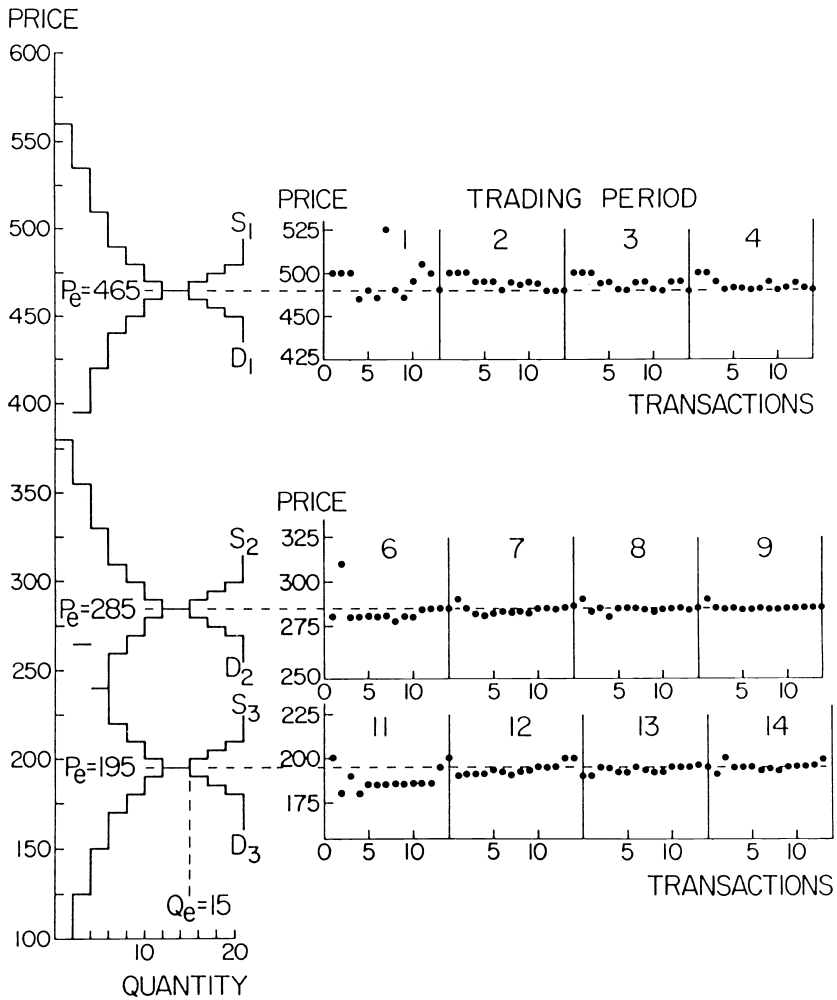 PRICE
600
550
500
450
400
350
300
250
200
150
100
10 20
QUANTITY
S1
Pe=465
D1
S2
Pe=285
D2
S3
Pe=195
D3
Qe=15
PRICE TRADING PERIOD
525
500
450
425
1 2 3 4
0 5 10 5 10 5 10 5 10
TRANSACTIONS
PRICE
325
300
275
250
6 7 8 9
0 5 10 5 10 5 10 5 10
225
200
175
11 12 13 14
0 5 10 5 10 5 10 5 10
TRANSACTIONS